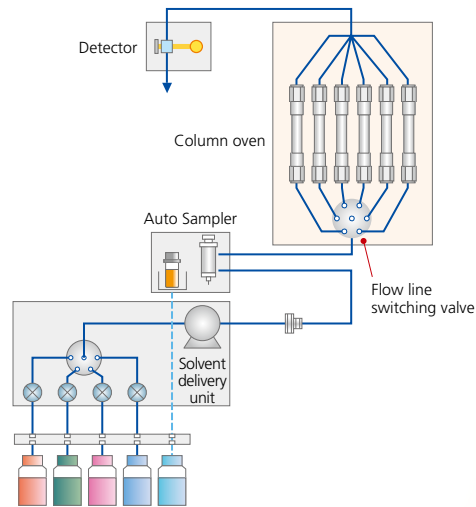 Detector
Column oven
Auto Sampler
Flow line
switching valve
Solvent
delivery
unit